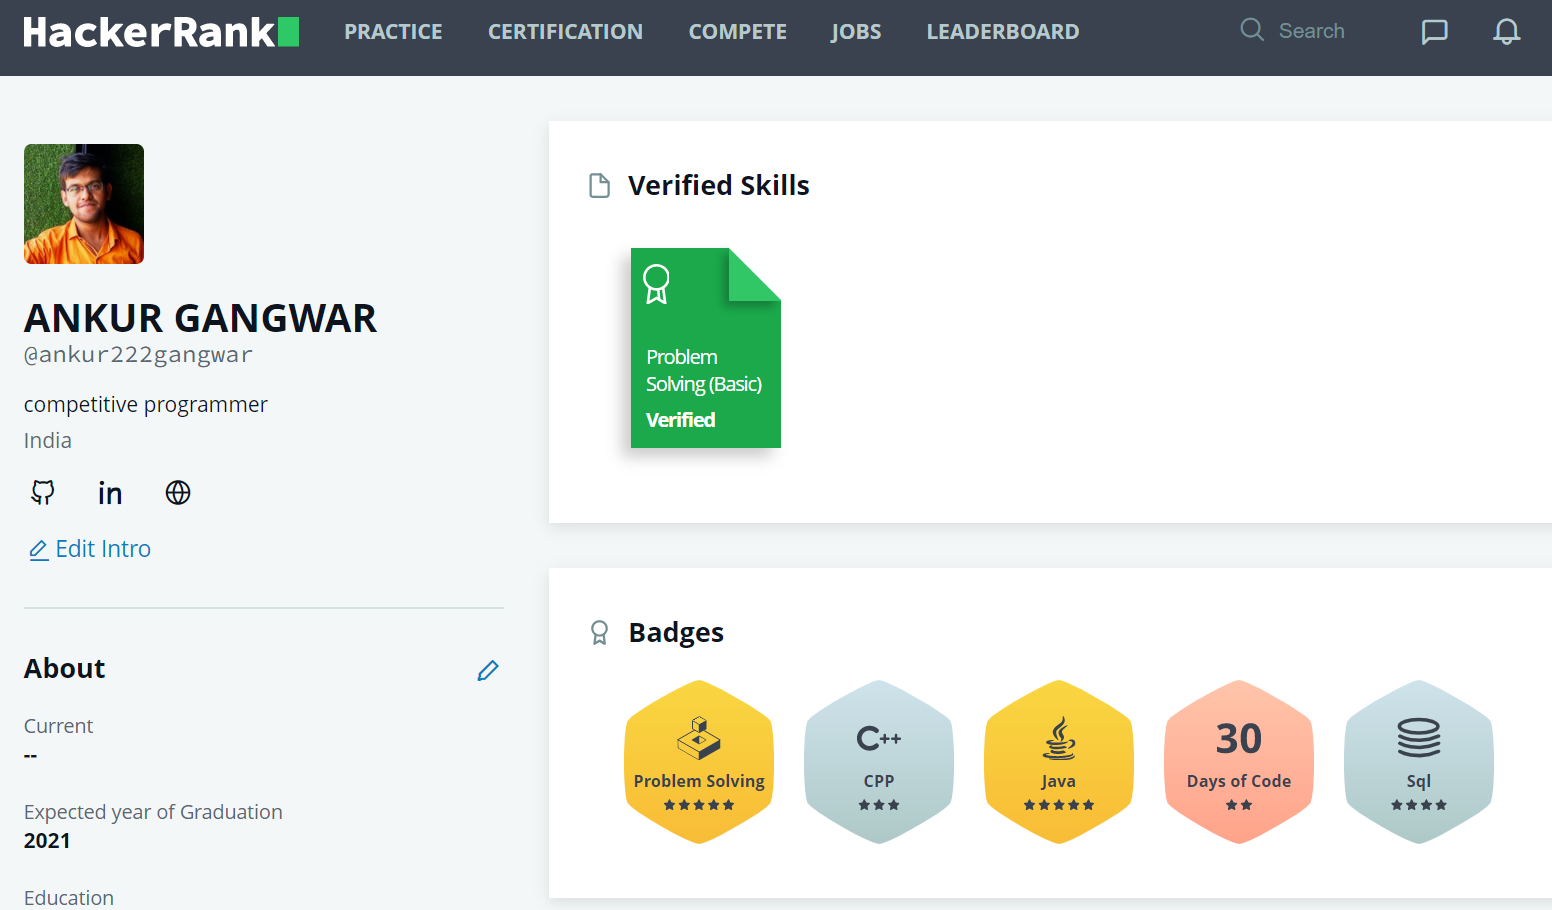 HackerRank
PRACTICE
CERTIFICATION
COMPETE
JOBS
LEADERBOARD
Search
ANKUR GANGWAR
@ankur222gangwar
competitive programmer
India
in
Edit Intro
About
Current
--
Expected year of Graduation
2021
Education
Verified Skills
Problem
Solving (Basic)
Verified
Badges
Problem Solving
C++
CPP
Java
30
Days of Code
Sql